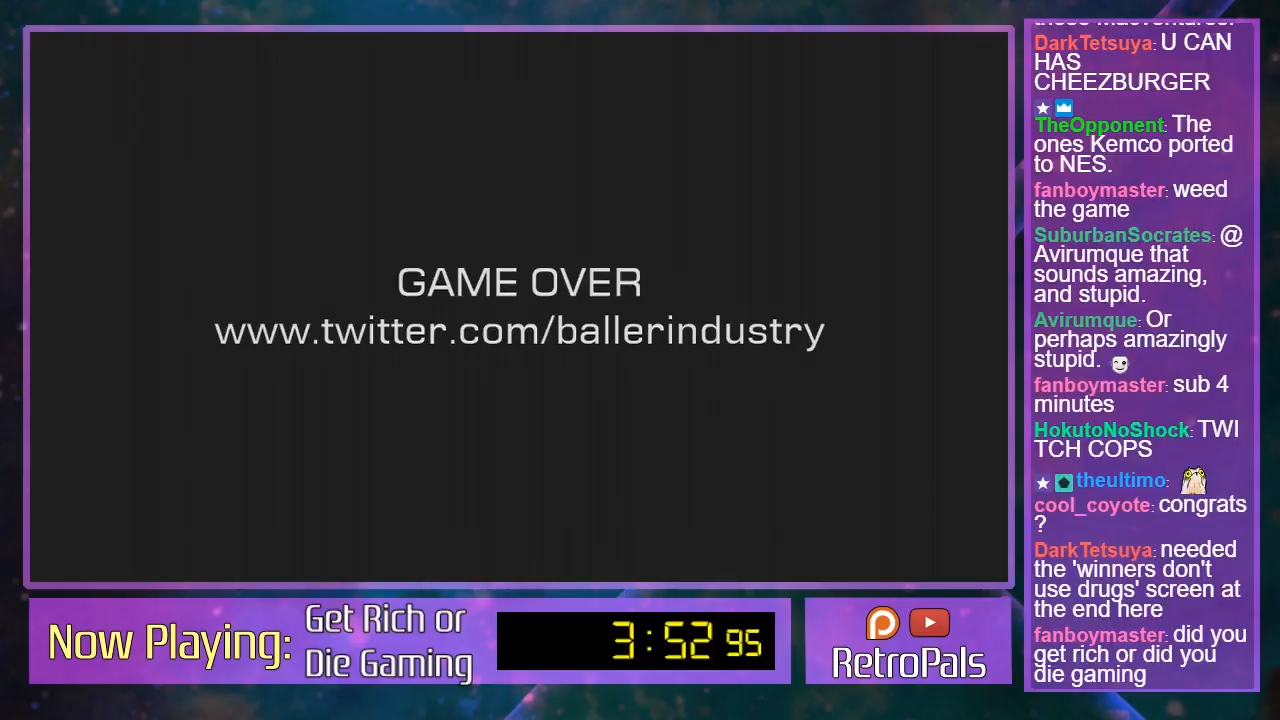 GAME OVER
www.twitter.com/ballerindustry
Now Playing:
Get Rich or
Die Gaming
3:52 95
RetroPals
DarkTetsuya: U CAN
HAS
CHEEZBURGER
TheOpponent: The
ones Kemco ported
to NES.
fanboymaster: weed
the game
SuburbanSocrates: @
Avirumque that
sounds amazing,
and stupid.
Avirumque: Or
perhaps amazingly
stupid.
fanboymaster: sub 4
minutes
HokutoNoShock: TWI
TCH COPS
theultimo:
cool_coyote: congrats
?
DarkTetsuya: needed
the 'winners don't
use drugs' screen at
the end here
fanboymaster: did you
get rich or did you
die gaming